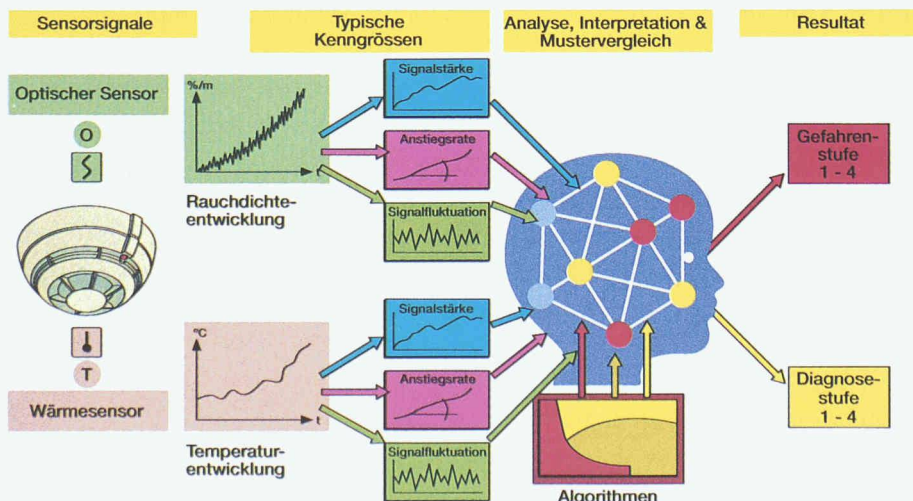 Sensorsignale
Typische
Kenngrössen
Analyse, Interpretation &
Mustervergleich
Resultat
Optischer Sensor
O
%/m
t
Rauchdichte-
entwicklung
Signalstärke
Anstiegsrate
Signalfluktuation
Gefahren-
stufe
1 - 4
T
Wärmesensor
°C
t
Temperatur-
entwicklung
Signalstärke
Anstiegsrate
Signalfluktuation
Diagnose-
stufe
1 - 4
Algorithmen